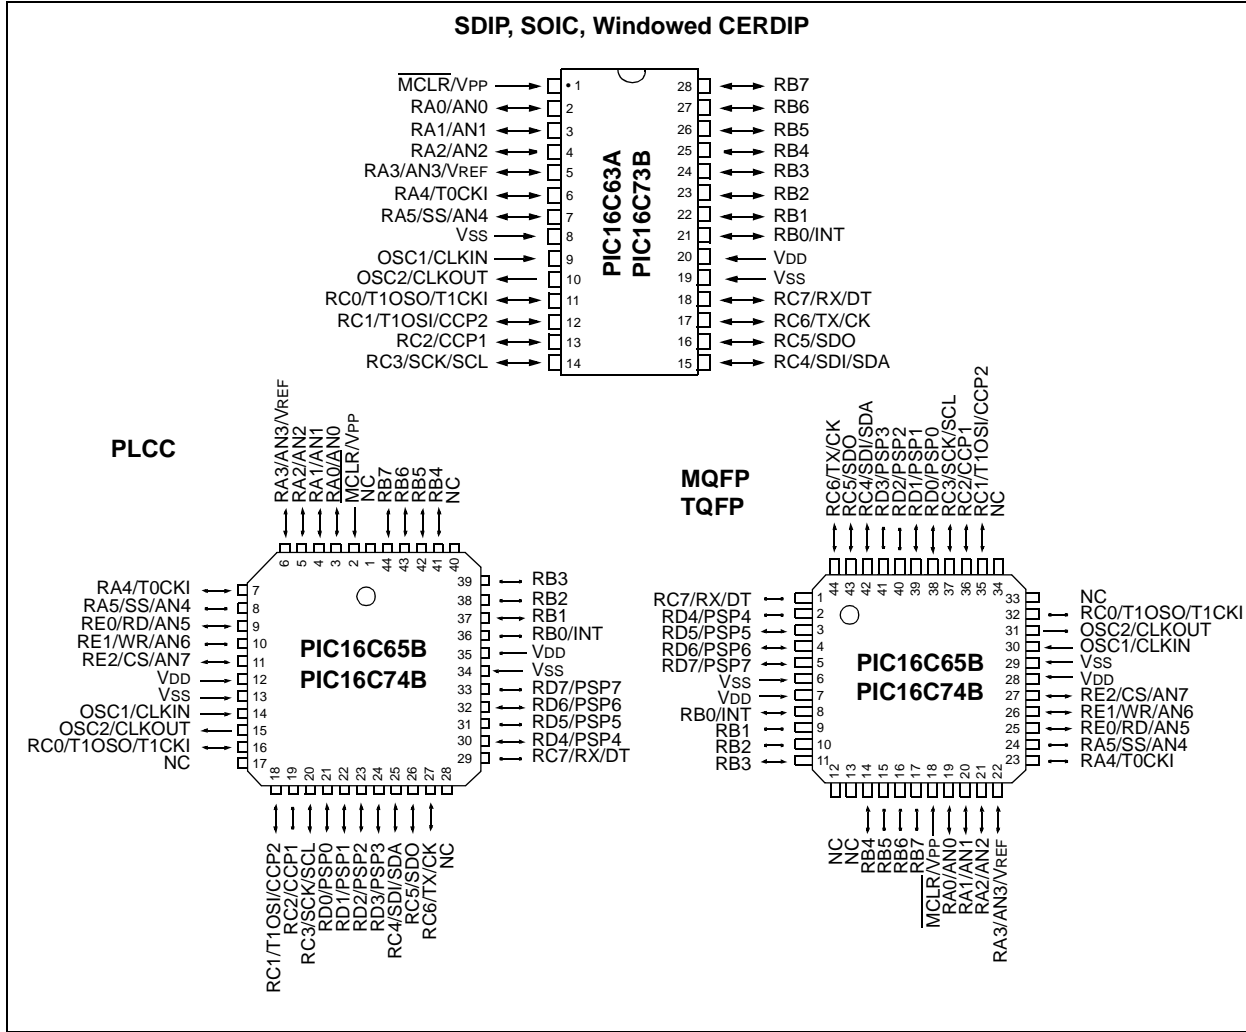 SDIP, SOIC, Windowed CERDIP
MCLR/VPP 1 28 RB7
RA0/AN0 2 27 RB6
RA1/AN1 3 26 RB5
RA2/AN2 4 25 RB4
RA3/AN3/VREF 5 24 RB3
RA4/T0CKI 6 23 RB2
RA5/SS/AN4 7 22 RB1
VSS 8 21 RB0/INT
OSC1/CLKIN 9 20 VDD
OSC2/CLKOUT 10 19 VSS
RC0/T1OSO/T1CKI 11 18 RC7/RX/DT
RC1/T1OSI/CCP2 12 17 RC6/TX/CK
RC2/CCP1 13 16 RC5/SDO
RC3/SCK/SCL 14 15 RC4/SDI/SDA
PIC16C63A
PIC16C73B
PLCC
RA3/AN3/VREF
RA2/AN2
RA1/AN1
RA0/AN0
MCLR/VPP
NC
RB7
RB6
RB5
RB4
NC
6 5 4 3 2 1 44 43 42 41 40
RA4/T0CKI 7 39 RB3
RA5/SS/AN4 8 38 RB2
RE0/RD/AN5 9 37 RB1
RE1/WR/AN6 10 36 RB0/INT
RE2/CS/AN7 11 35 VDD
VDD 12 34 VSS
VSS 13 33 RD7/PSP7
OSC1/CLKIN 14 32 RD6/PSP6
OSC2/CLKOUT 15 31 RD5/PSP5
RC0/T1OSO/T1CKI 16 30 RD4/PSP4
NC 17 29 RC7/RX/DT
PIC16C65B
PIC16C74B
18 19 20 21 22 23 24 25 26 27 28
RC1/T1OSI/CCP2
RC2/CCP1
RC3/SCK/SCL
RD0/PSP0
RD1/PSP1
RD2/PSP2
RD3/PSP3
RC4/SDI/SDA
RC5/SDO
RC6/TX/CK
NC
MQFP
TQFP
RC6/TX/CK
RC5/SDO
RC4/SDI/SDA
RD3/PSP3
RD2/PSP2
RD1/PSP1
RD0/PSP0
RC3/SCK/SCL
RC2/CCP1
RC1/T1OSI/CCP2
NC
44 43 42 41 40 39 38 37 36 35 34
RC7/RX/DT 1 33 NC
RD4/PSP4 2 32 RC0/T1OSO/T1CKI
RD5/PSP5 3 31 OSC2/CLKOUT
RD6/PSP6 4 30 OSC1/CLKIN
RD7/PSP7 5 29 VSS
VSS 6 28 VDD
VDD 7 27 RE2/CS/AN7
RB0/INT 8 26 RE1/WR/AN6
RB1 9 25 RE0/RD/AN5
RB2 10 24 RA5/SS/AN4
RB3 11 23 RA4/T0CKI
PIC16C65B
PIC16C74B
12 13 14 15 16 17 18 19 20 21 22
NC
NC
RB4
RB5
RB6
RB7
MCLR/VPP
RA0/AN0
RA1/AN1
RA2/AN2
RA3/AN3/VREF